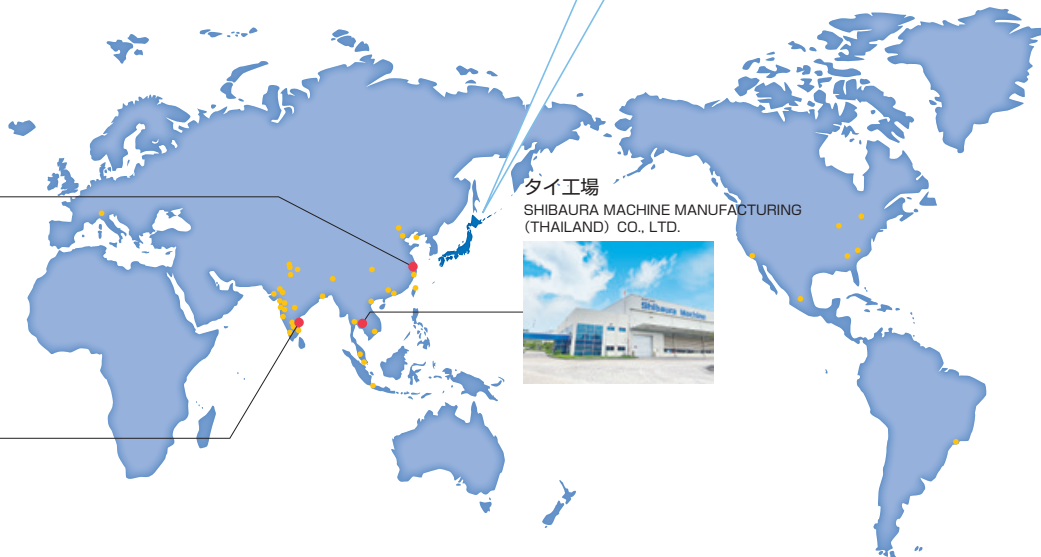 タイ工場
SHIBAURA MACHINE MANUFACTURING
(THAILAND) CO., LTD.
Shibaura Machine